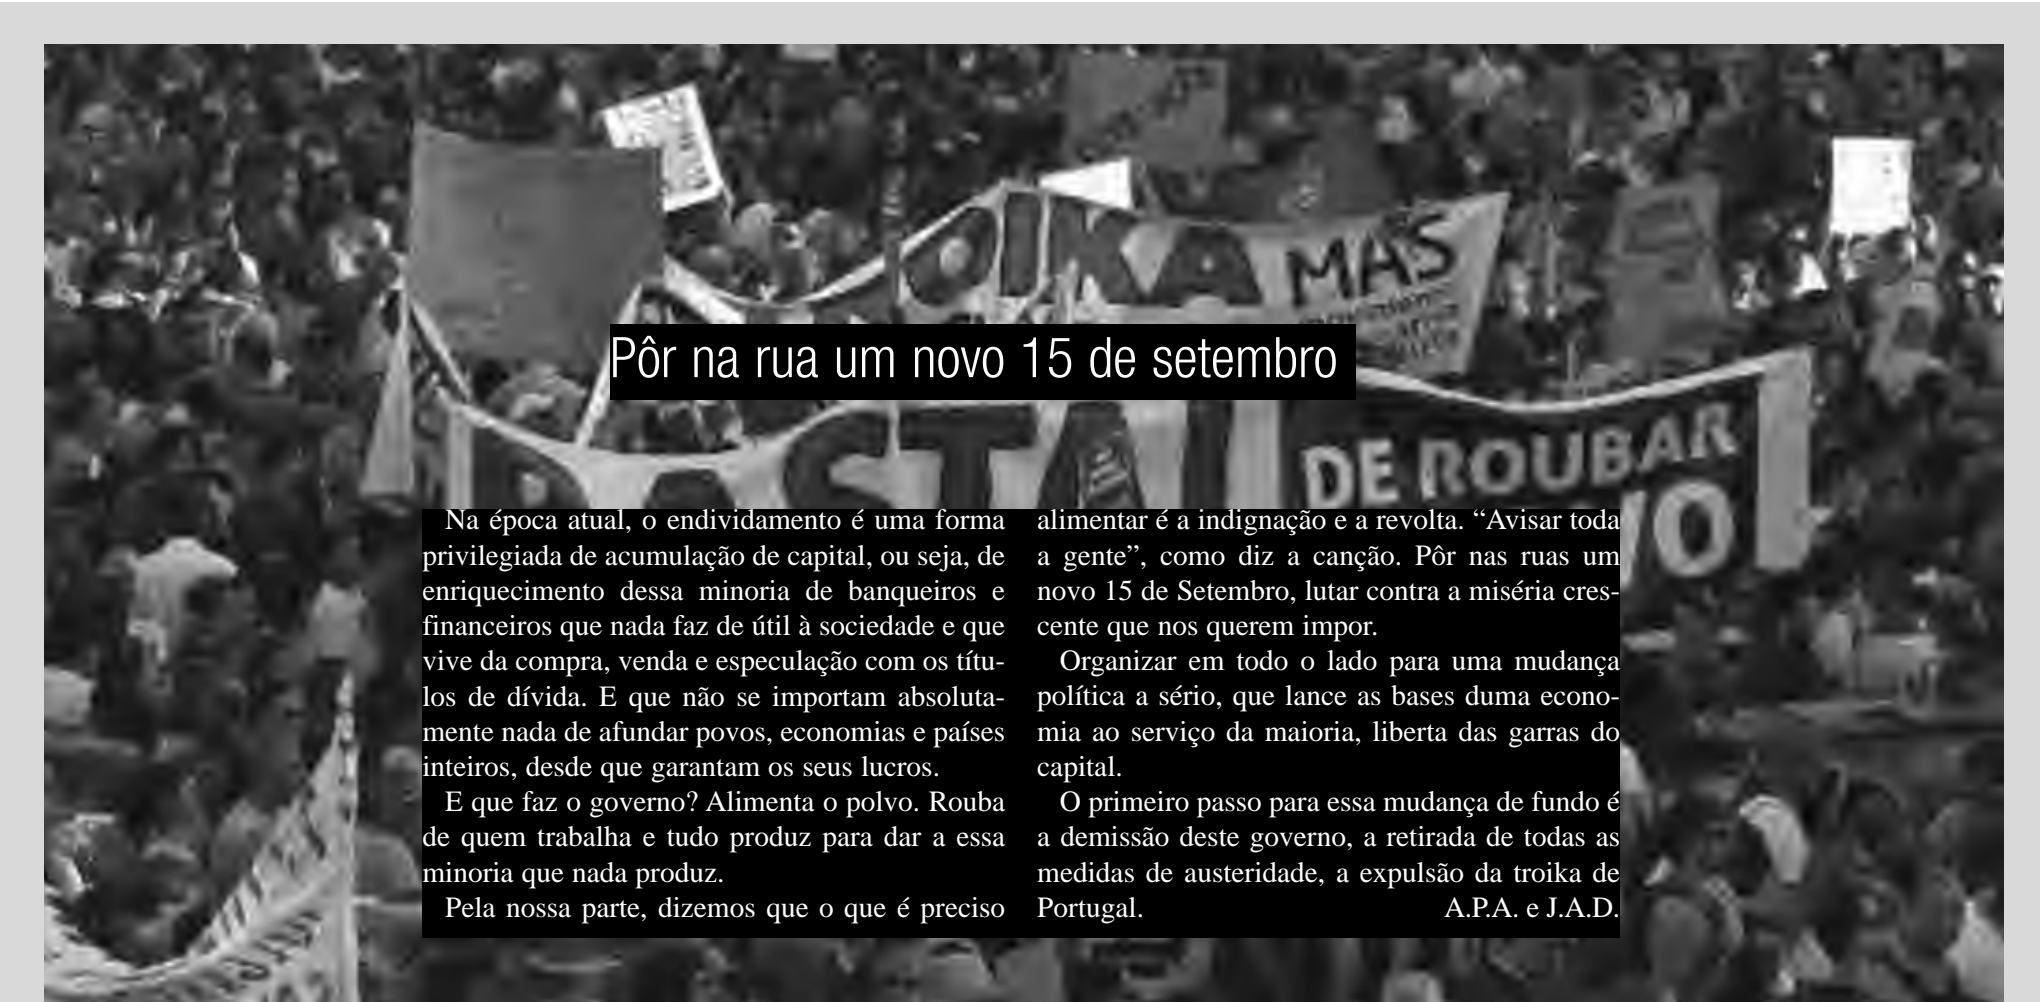 OIKA
MAS
Pôr na rua um novo 15 de setembro
BASTA!
DE ROUBAR
VO
Na época atual, o endividamento é uma forma
privilegiada de acumulação de capital, ou seja, de
enriquecimento dessa minoria de banqueiros e
financeiros que nada faz de útil à sociedade e que
vive da compra, venda e especulação com os títu-
los de dívida. E que não se importam absoluta-
mente nada de afundar povos, economias e países
inteiros, desde que garantam os seus lucros.
E que faz o governo? Alimenta o polvo. Rouba
de quem trabalha e tudo produz para dar a essa
minoria que nada produz.
Pela nossa parte, dizemos que o que é preciso
alimentar é a indignação e a revolta. “Avisar toda
a gente”, como diz a canção. Pôr nas ruas um
novo 15 de Setembro, lutar contra a miséria cres-
cente que nos querem impor.
Organizar em todo o lado para uma mudança
política a sério, que lance as bases duma econo-
mia ao serviço da maioria, liberta das garras do
capital.
O primeiro passo para essa mudança de fundo é
a demissão deste governo, a retirada de todas as
medidas de austeridade, a expulsão da troika de
Portugal. A.P.A. e J.A.D.